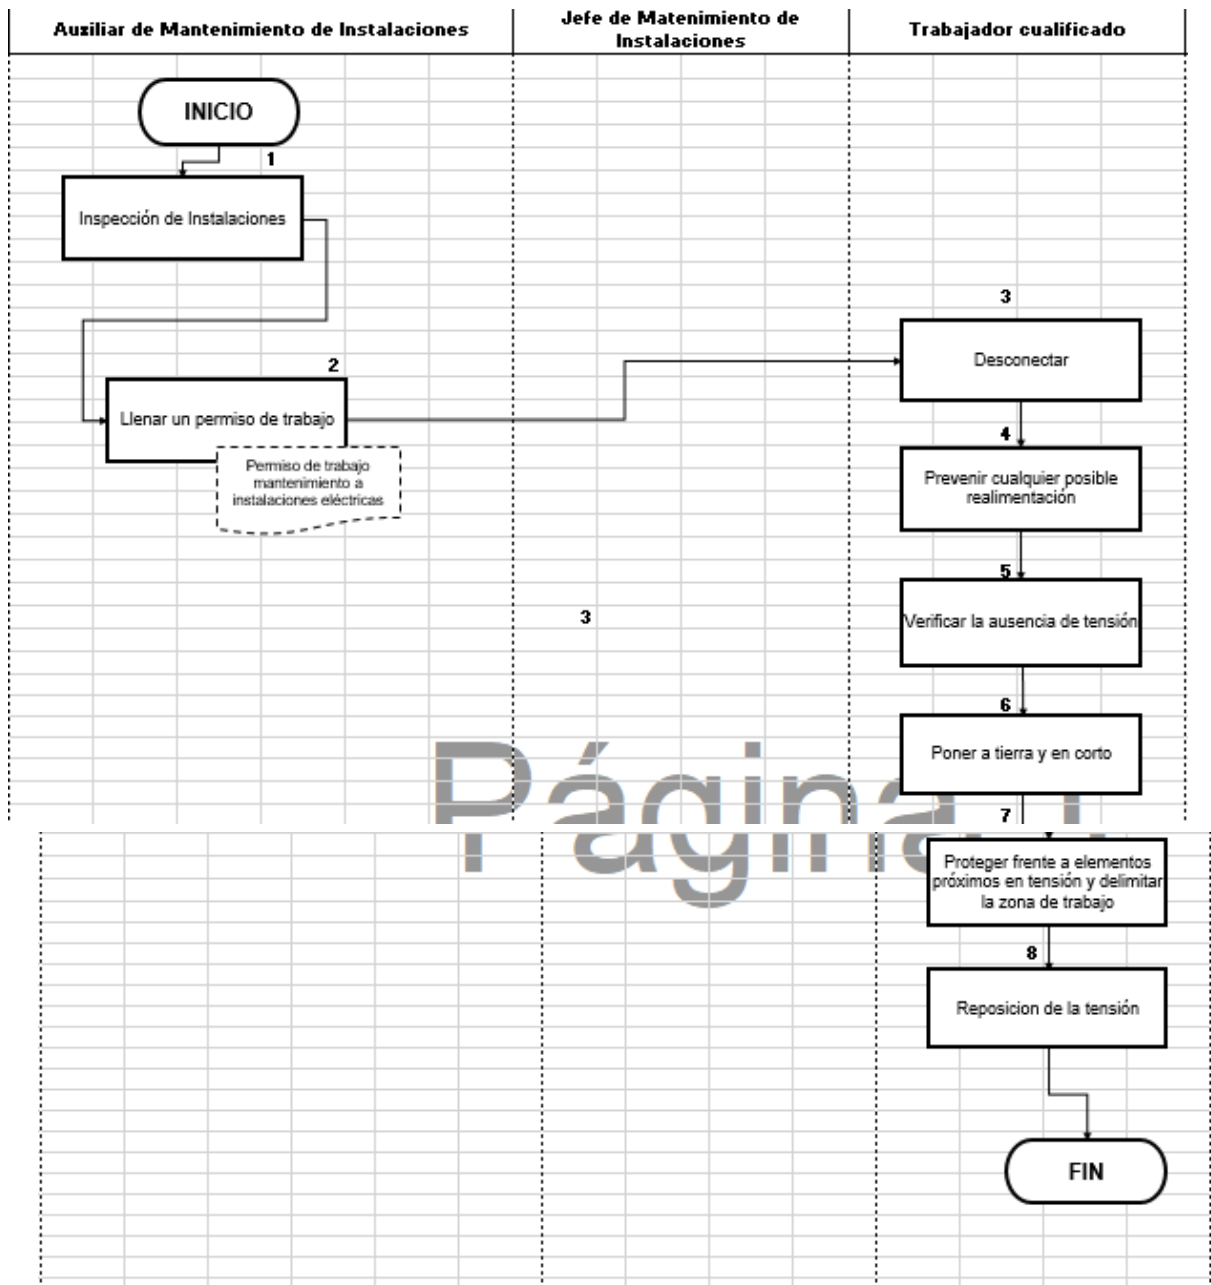 Auxiliar de Mantenimiento de Instalaciones
Jefe de Matenimiento de
Instalaciones
Trabajador cualificado
INICIO
1
Inspección de Instalaciones
2
Llenar un permiso de trabajo
Permiso de trabajo
mantenimiento a
instalaciones eléctricas
3
Desconectar
4
Prevenir cualquier posible
realimentación
5
Verificar la ausencia de tensión
3
6
Poner a tierra y en corto
7
Página 1
Proteger frente a elementos
próximos en tensión y delimitar
la zona de trabajo
8
Reposicion de la tensión
FIN